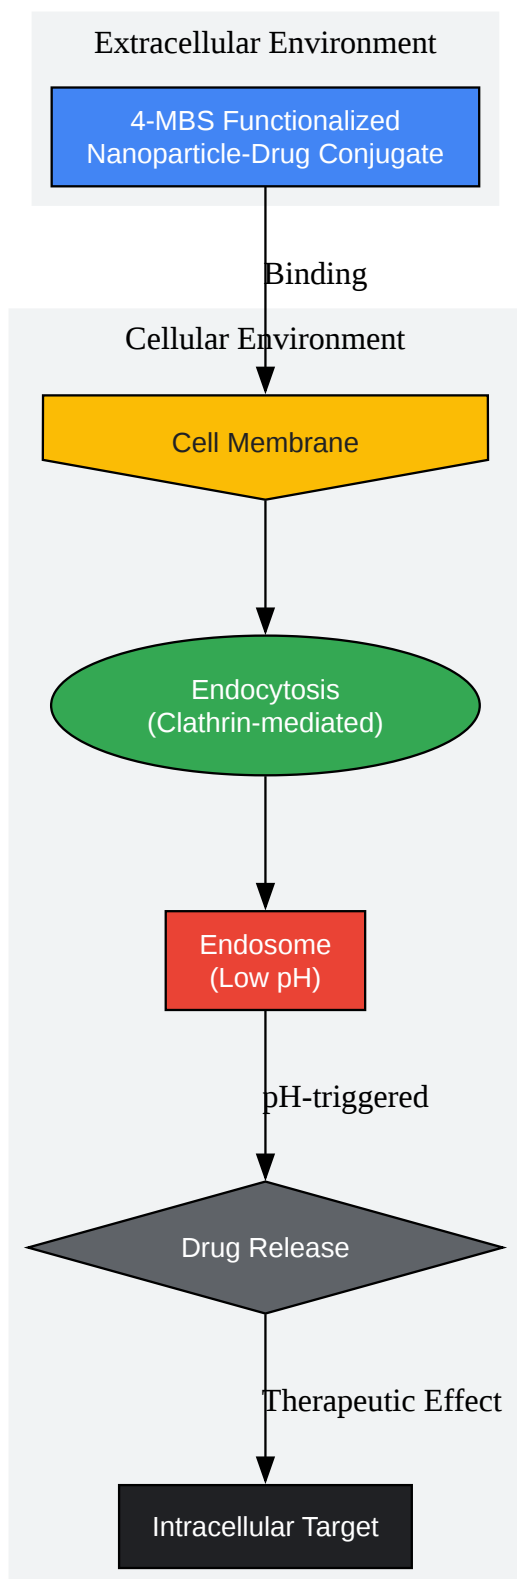 Extracellular Environment
4-MBS Functionalized
Nanoparticle-Drug Conjugate
Binding
Cellular Environment
Cell Membrane
Endocytosis
(Clathrin-mediated)
Endosome
(Low pH)
pH-triggered
Drug Release
Therapeutic Effect
Intracellular Target